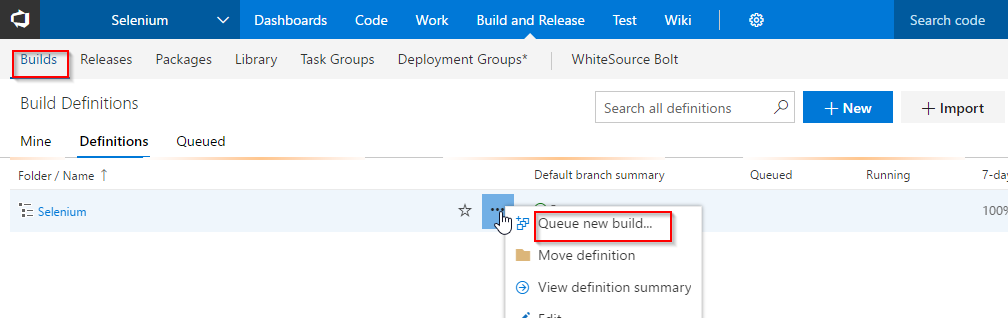 Selenium Dashboards Code Work Build and Release Test Wiki Search code
Builds Releases Packages Library Task Groups Deployment Groups* WhiteSource Bolt
Build Definitions
Search all definitions + New + Import
Mine Definitions Queued
Folder / Name ↑ Default branch summary Queued Running 7-da
Selenium 100%
Queue new build...
Move definition
View definition summary
Edit